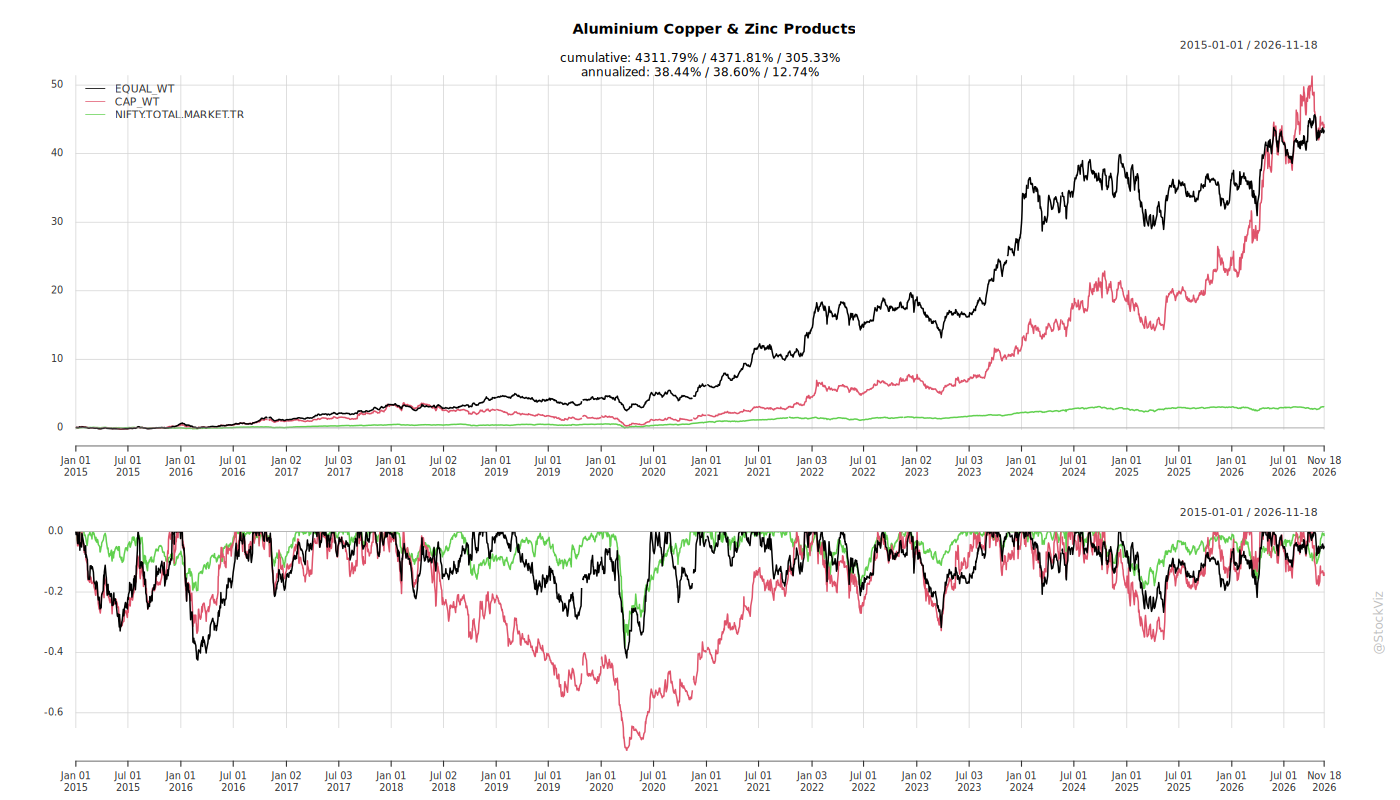 Aluminium Copper & Zinc Products
2015-01-01 / 2026-11-18
cumulative: 4311.79% / 4371.81% / 305.33%
annualized: 38.44% / 38.60% / 12.74%
EQUAL_WT
CAP_WT
NIFTY.TOTAL.MARKET.TR
50
40
30
20
10
0
Jan 01 Jul 01 Jan 01 Jul 01 Jan 02 Jul 03 Jan 01 Jul 02 Jan 01 Jul 01 Jan 01 Jul 01 Jan 01 Jul 01 Jan 03 Jul 01 Jan 02 Jul 03 Jan 01 Jul 01 Jan 01 Jul 01 Jan 01 Jul 01 Nov 18
2015 2015 2016 2016 2017 2017 2018 2018 2019 2019 2020 2020 2021 2021 2022 2022 2023 2023 2024 2024 2025 2025 2026 2026 2026
2015-01-01 / 2026-11-18
0.0
-0.2
-0.4
-0.6
Jan 01 Jul 01 Jan 01 Jul 01 Jan 02 Jul 03 Jan 01 Jul 02 Jan 01 Jul 01 Jan 01 Jul 01 Jan 01 Jul 01 Jan 03 Jul 01 Jan 02 Jul 03 Jan 01 Jul 01 Jan 01 Jul 01 Jan 01 Jul 01 Nov 18
2015 2015 2016 2016 2017 2017 2018 2018 2019 2019 2020 2020 2021 2021 2022 2022 2023 2023 2024 2024 2025 2025 2026 2026 2026
@StockViz